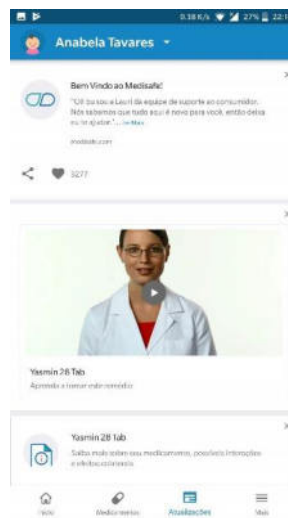 0.38 K/s 27% 22:1
Anabela Tavares
Bem Vindo ao Medisafe!
"Oi! Eu sou a Lauri da equipe de suporte ao consumidor.
Nós sabemos que tudo aqui é novo para você, então deixa
eu te ajudar."... Ler Mais
medisafe.com
3277
Yasmin 28 Tab
Aprenda a tomar este remédio
Yasmin 28 Tab
Saiba mais sobre seu medicamento, possíveis interações
e efeitos colaterais
Início Medicamentos Atualizações Mais